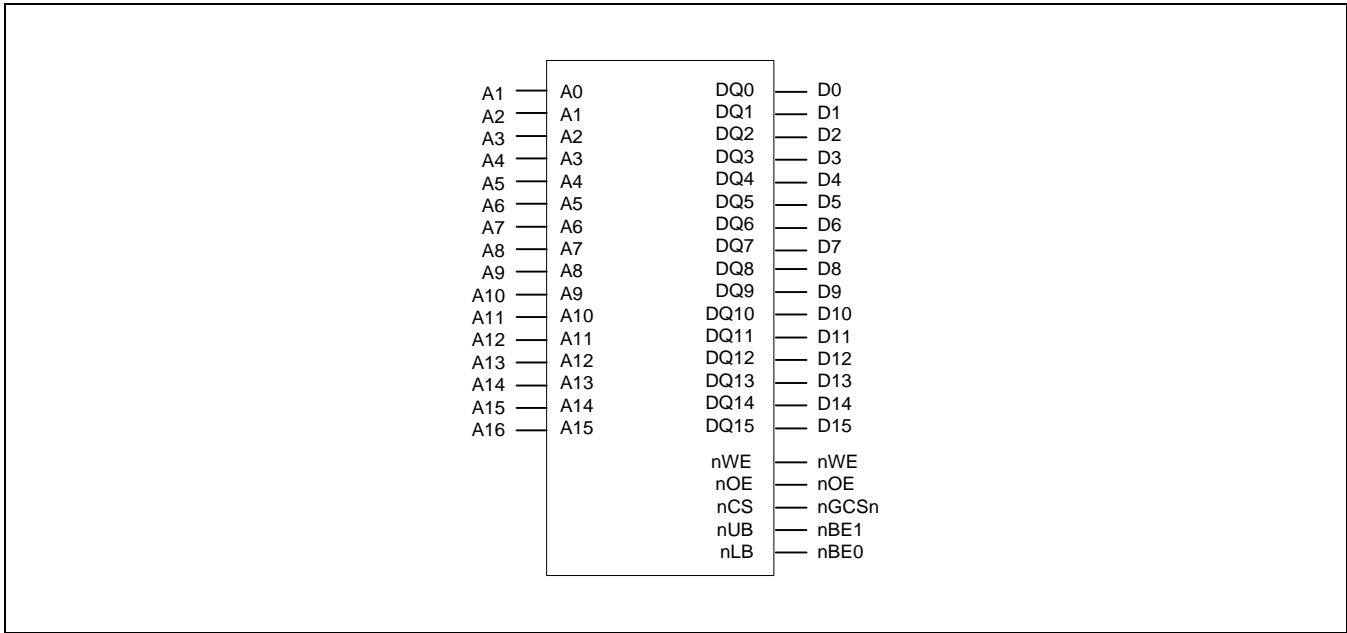 A1 A0 DQ0 D0
A2 A1 DQ1 D1
A3 A2 DQ2 D2
A4 A3 DQ3 D3
A5 A4 DQ4 D4
A6 A5 DQ5 D5
A7 A6 DQ6 D6
A8 A7 DQ7 D7
A9 A8 DQ8 D8
A10 A9 DQ9 D9
A11 A10 DQ10 D10
A12 A11 DQ11 D11
A13 A12 DQ12 D12
A14 A13 DQ13 D13
A15 A14 DQ14 D14
A16 A15 DQ15 D15
nWE nWE
nOE nOE
nCS nGCSn
nUB nBE1
nLB nBE0